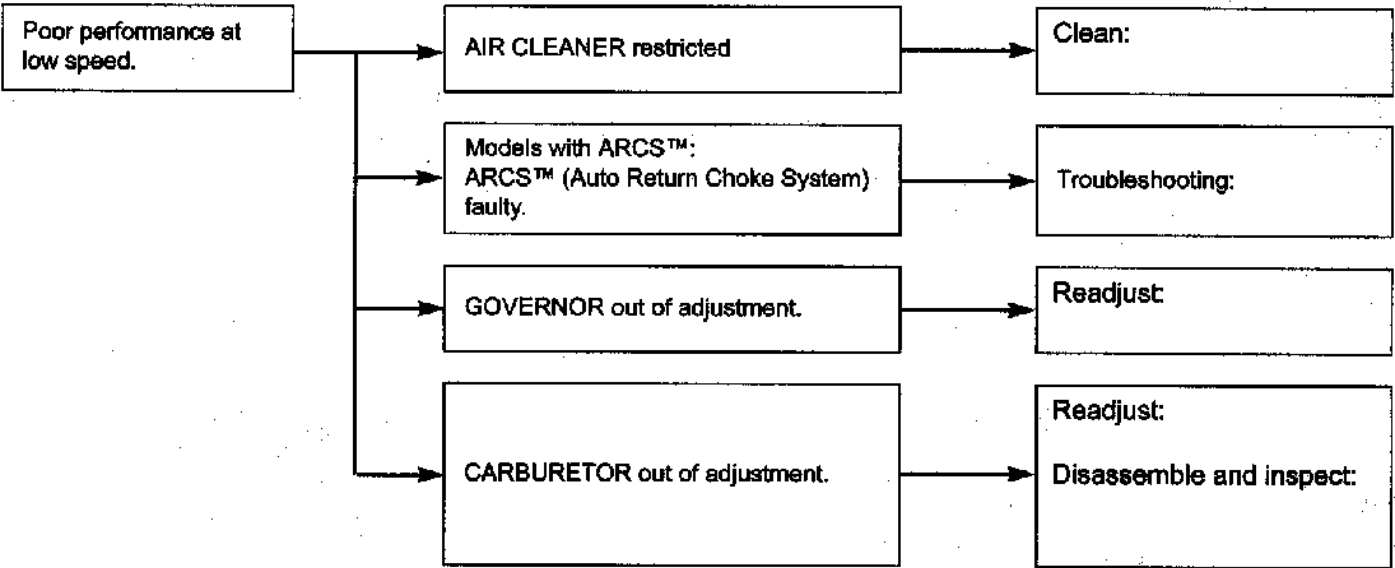 Poor performance at
low speed.
AIR CLEANER restricted
Clean:
Models with ARCS™:
ARCS™ (Auto Return Choke System)
faulty.
Troubleshooting:
GOVERNOR out of adjustment.
Readjust:
CARBURETOR out of adjustment.
Readjust:
Disassemble and inspect: